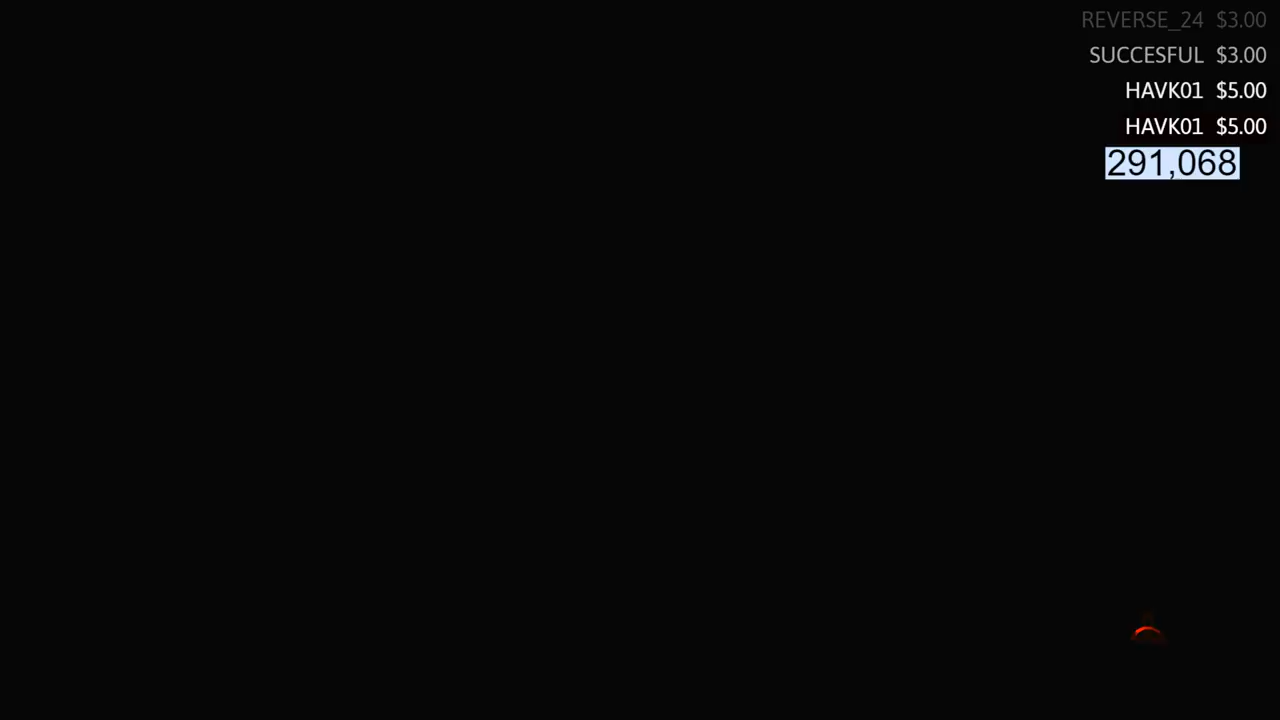 REVERSE_24 $3.00
SUCCESFUL $3.00
HAVK01 $5.00
HAVK01 $5.00
291,068